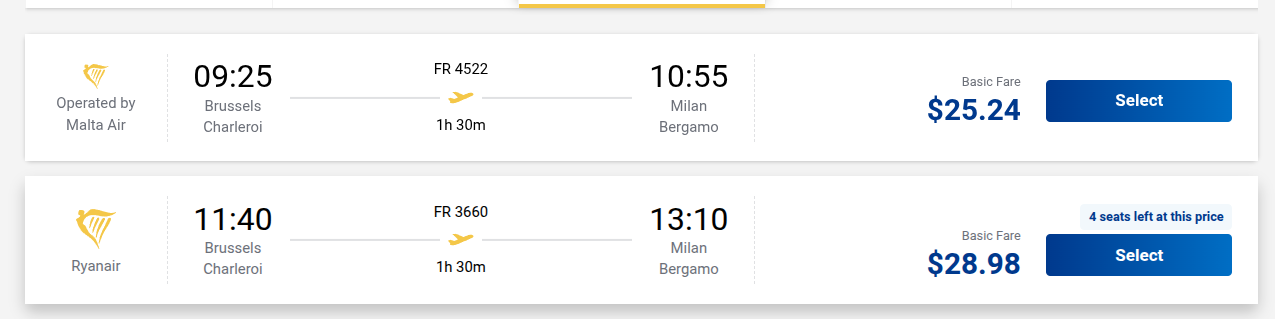 Operated by
Malta Air
09:25
Brussels
Charleroi
FR 4522
1h 30m
10:55
Milan
Bergamo
Basic Fare
$25.24
Select
Ryanair
11:40
Brussels
Charleroi
FR 3660
1h 30m
13:10
Milan
Bergamo
4 seats left at this price
Basic Fare
$28.98
Select